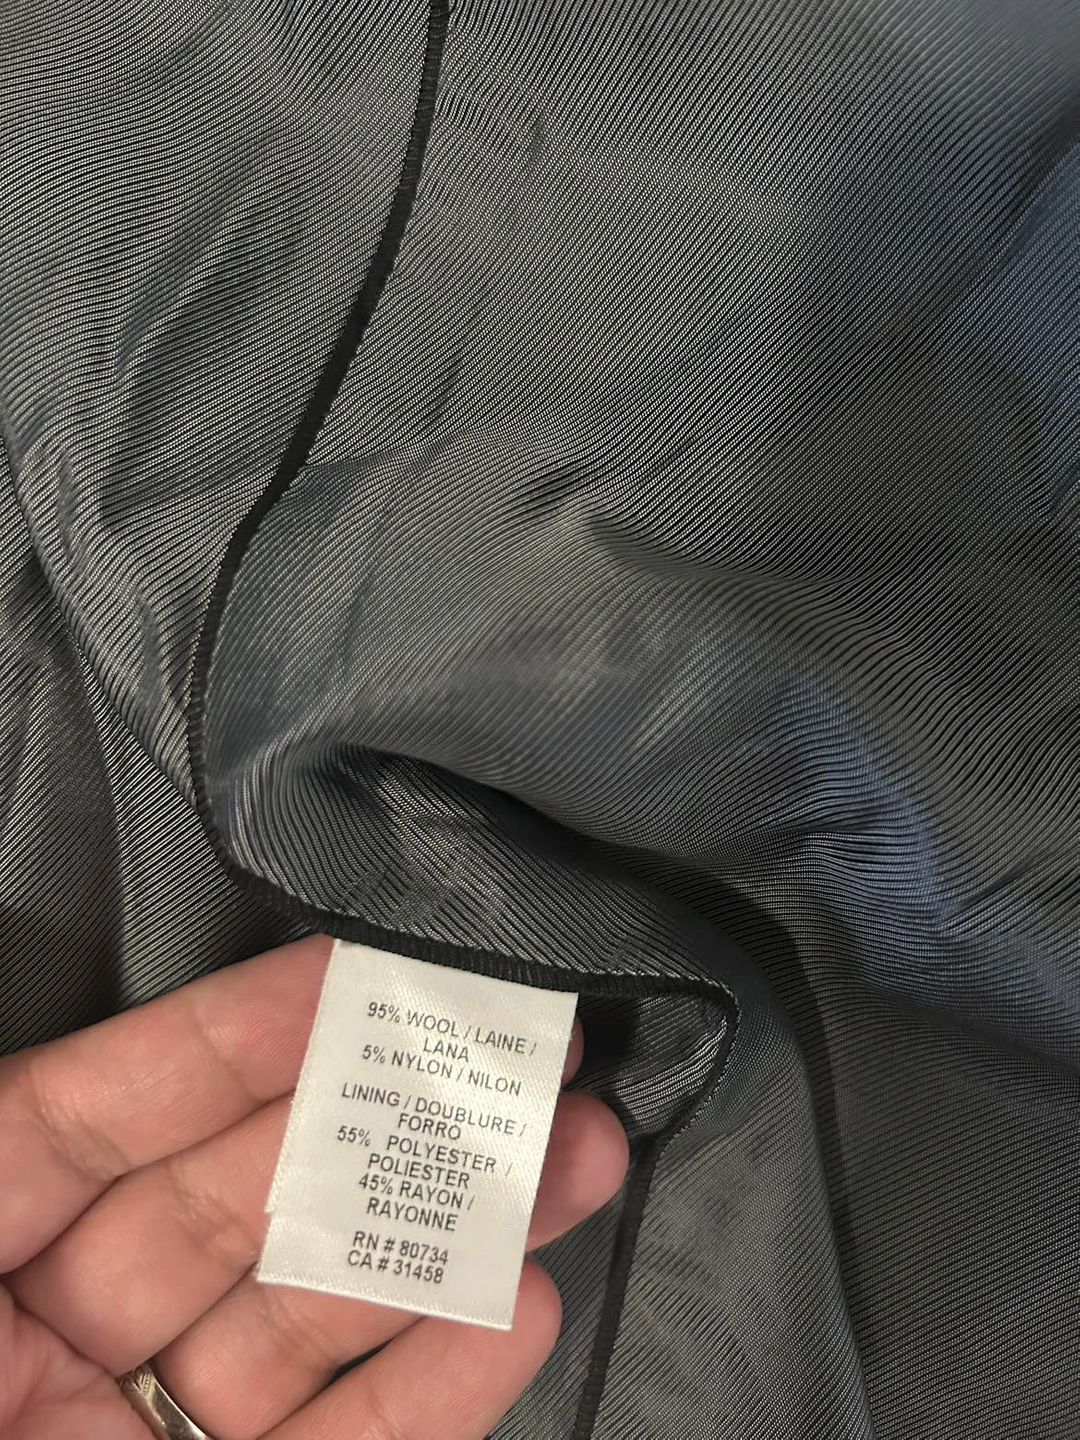 95% WOOL / LAINE /
LANA
5% NYLON / NILON
LINING / DOUBLURE /
FORRO
55% POLYESTER /
POLIESTER
45% RAYON /
RAYONNE
RN # 80734
CA # 31458